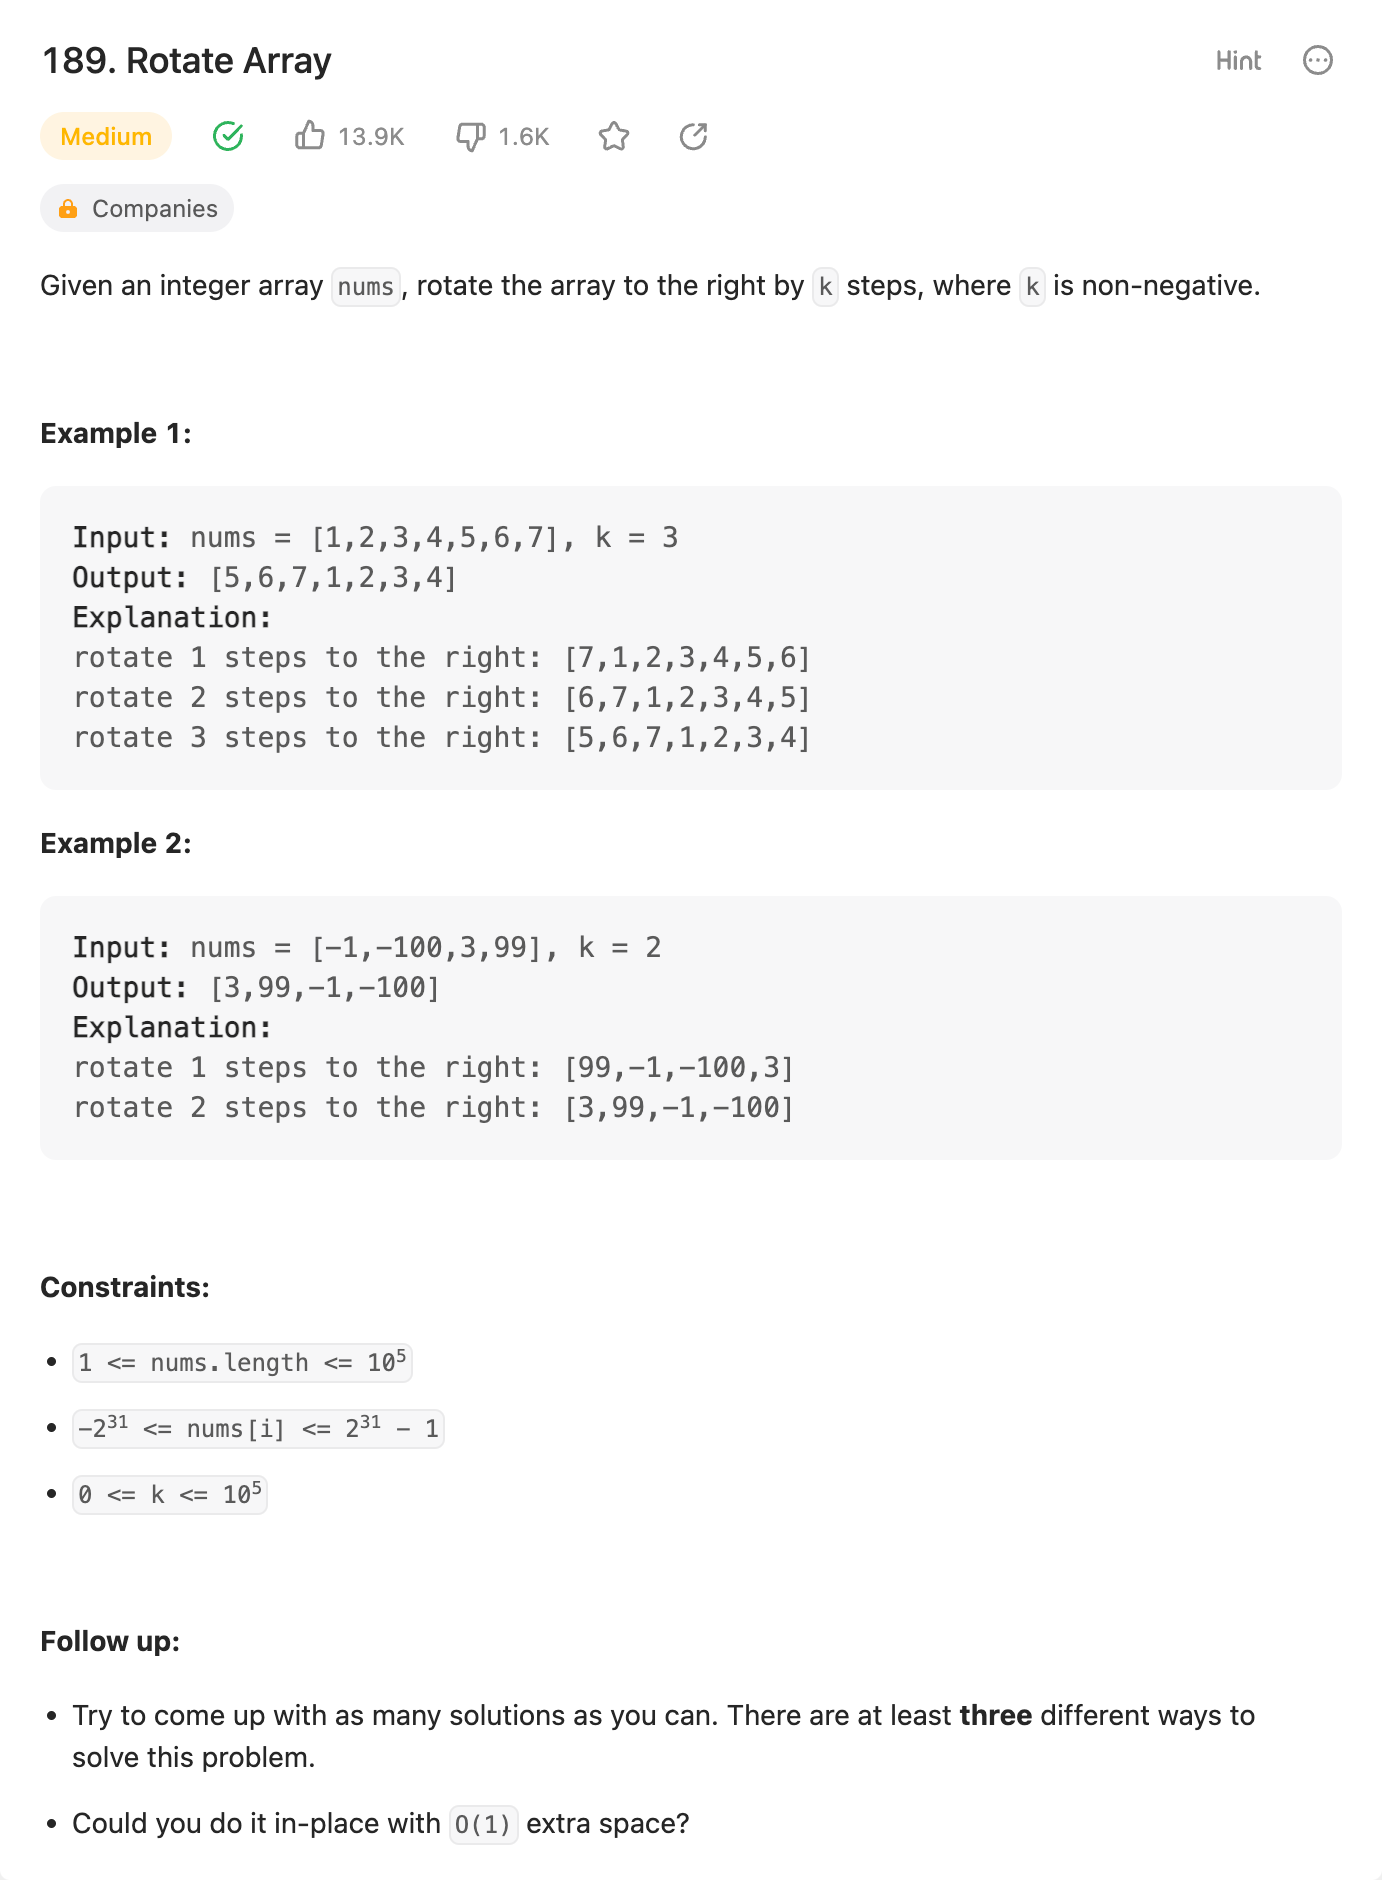 189. Rotate Array
Hint
Medium
13.9K
1.6K
Companies
Given an integer array nums, rotate the array to the right by k steps, where k is non-negative.
Example 1:
Input: nums = [1,2,3,4,5,6,7], k = 3
Output: [5,6,7,1,2,3,4]
Explanation:
rotate 1 steps to the right: [7,1,2,3,4,5,6]
rotate 2 steps to the right: [6,7,1,2,3,4,5]
rotate 3 steps to the right: [5,6,7,1,2,3,4]
Example 2:
Input: nums = [-1,-100,3,99], k = 2
Output: [3,99,-1,-100]
Explanation:
rotate 1 steps to the right: [99,-1,-100,3]
rotate 2 steps to the right: [3,99,-1,-100]
Constraints:
• 1 <= nums.length <= 10⁵
• -2³¹ <= nums[i] <= 2³¹ - 1
• 0 <= k <= 10⁵
Follow up:
• Try to come up with as many solutions as you can. There are at least three different ways to
solve this problem.
• Could you do it in-place with O(1) extra space?